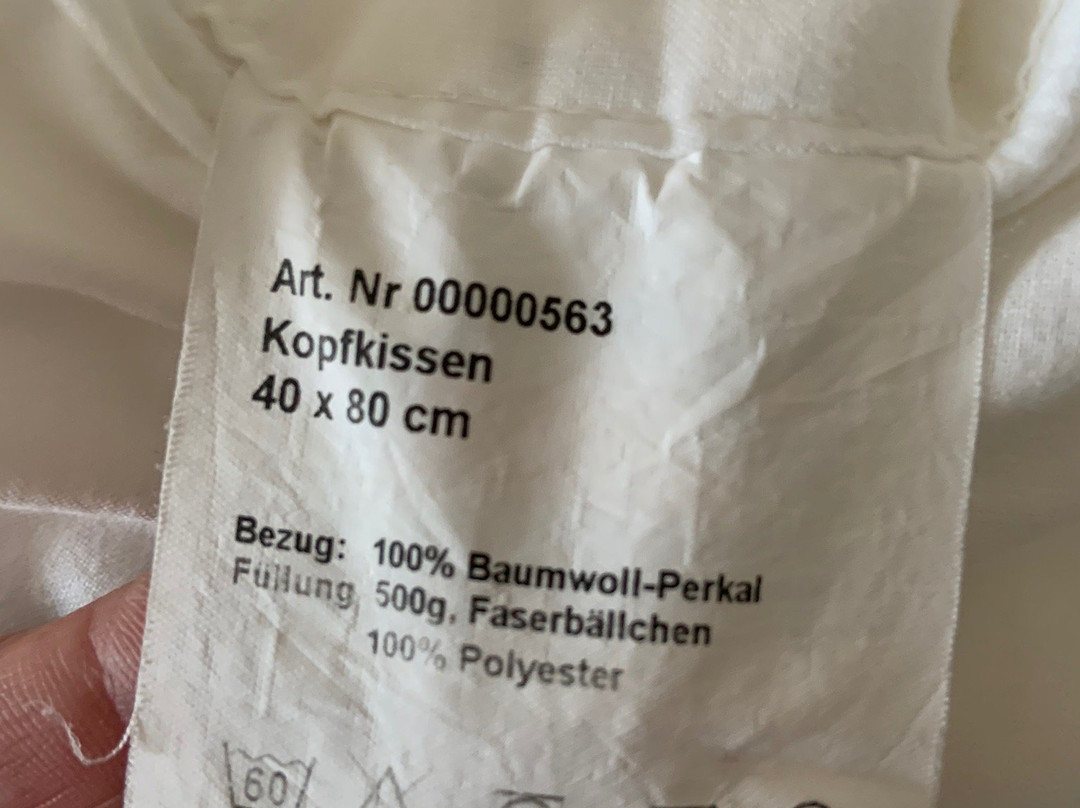 Art. Nr 00000563
Kopfkissen
40 x 80 cm
Bezug: 100% Baumwoll-Perkal
Füllung, 500g, Faserbällchen
100% Polyester
60